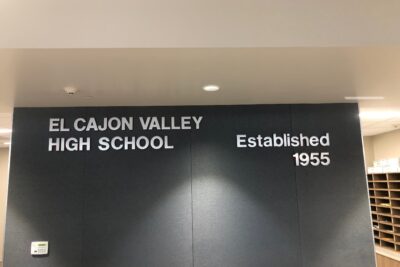 EL CAJON VALLEY
HIGH SCHOOL
Established
1955